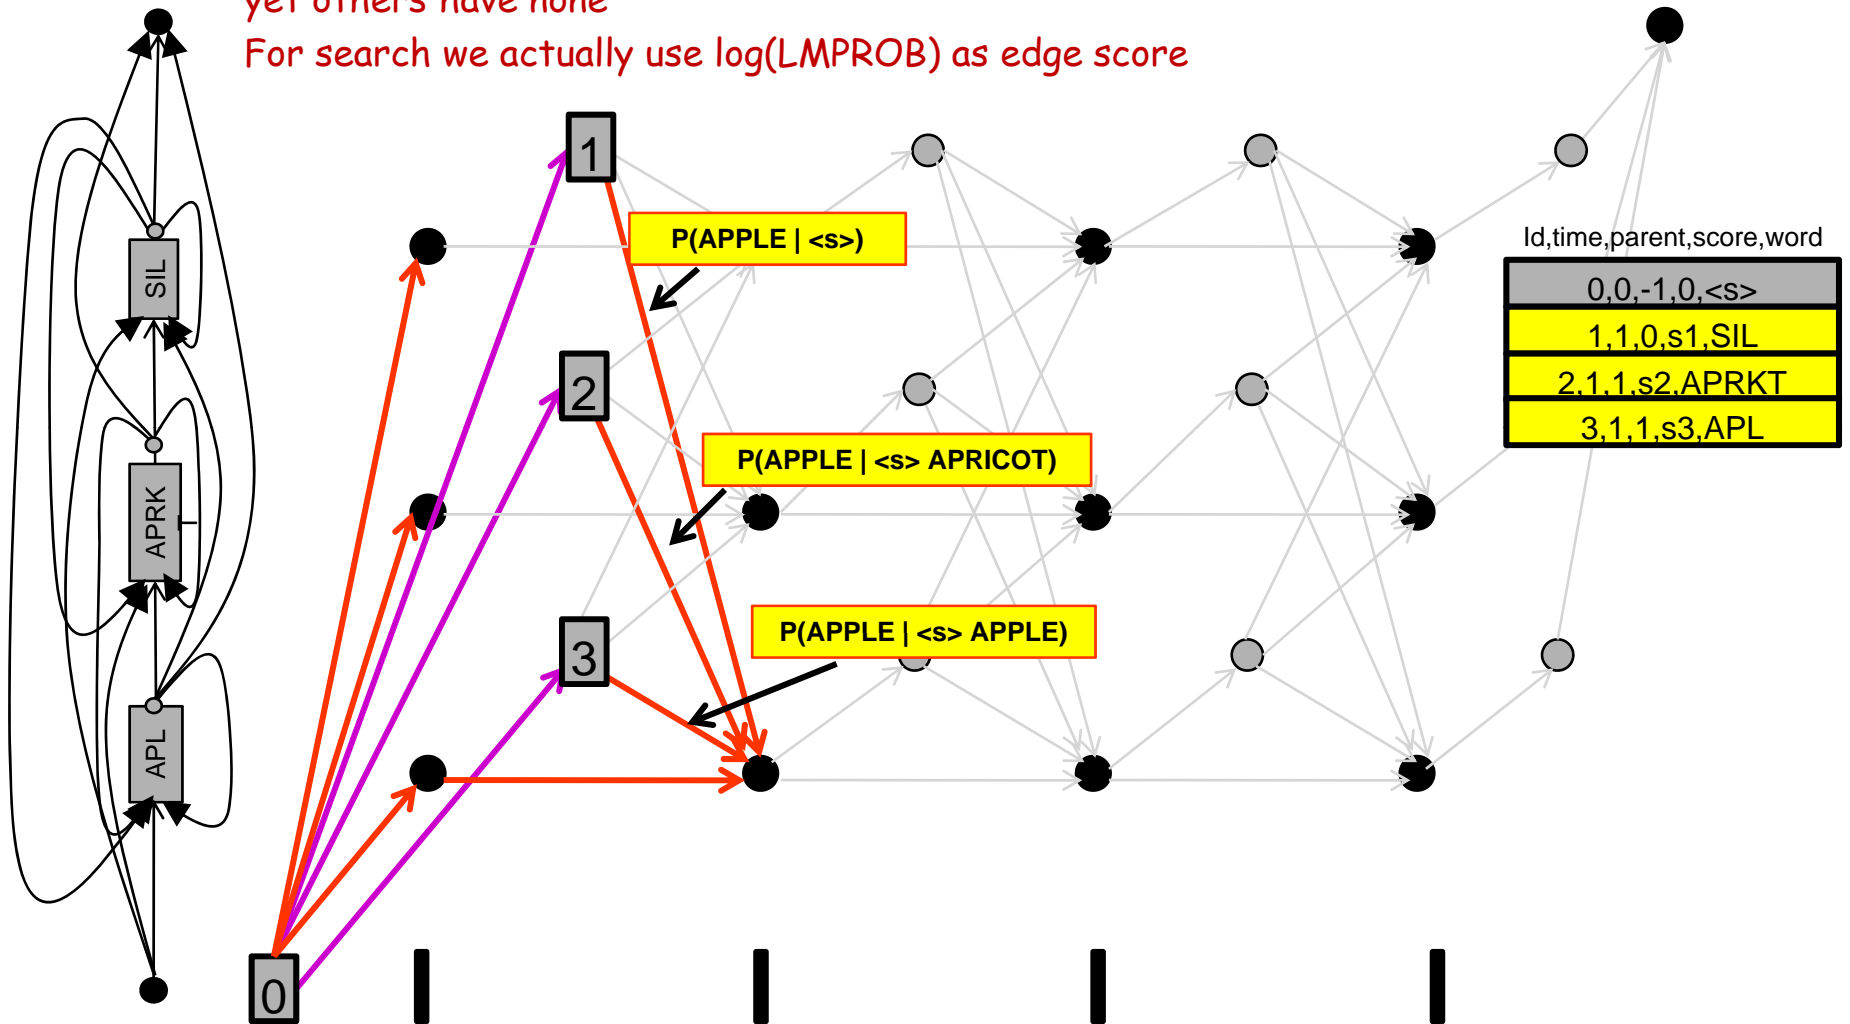 yet others have none
For search we actually use log(LMPROB) as edge score
1
P(APPLE | <s>)
SIL
Id,time,parent,score,word
0,0,-1,0,<s>
1,1,0,s1,SIL
2,1,1,s2,APRKT
3,1,1,s3,APL
2
P(APPLE | <s> APRICOT)
APRK
T
3
P(APPLE | <s> APPLE)
APL
0